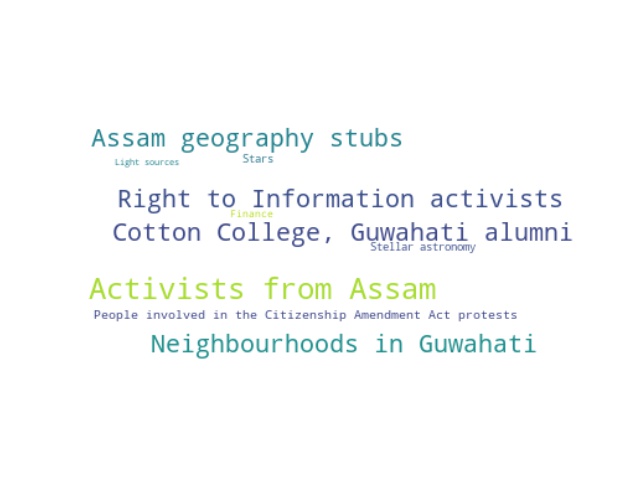 Assam geography stubs
Light sources
Stars
Right to Information activists
Finance
Cotton College, Guwahati alumni
Stellar astronomy
Activists from Assam
People involved in the Citizenship Amendment Act protests
Neighbourhoods in Guwahati